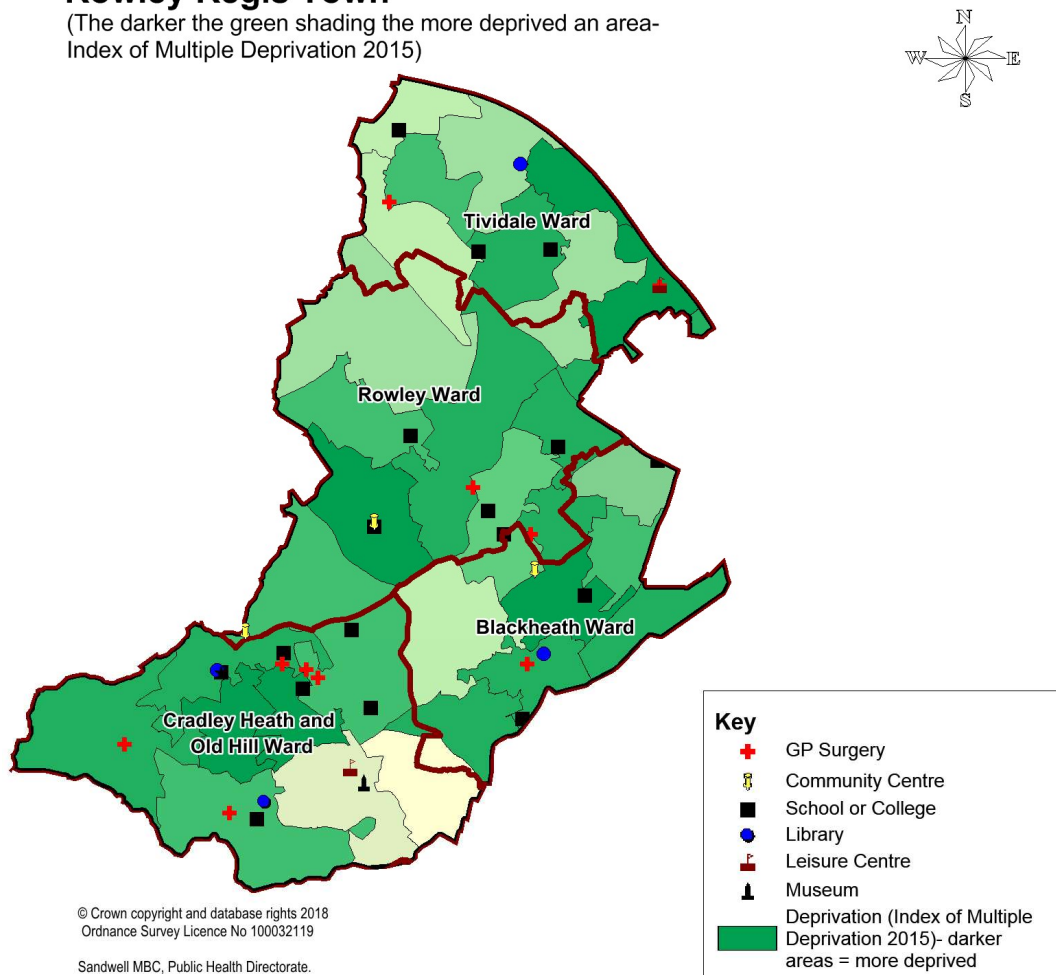 Rowley Regis Town
(The darker the green shading the more deprived an area-
Index of Multiple Deprivation 2015)
N
W
E
S
Tividale Ward
Rowley Ward
Blackheath Ward
Cradley Heath and
Old Hill Ward
Key
GP Surgery
Community Centre
School or College
Library
Leisure Centre
Museum
Deprivation (Index of Multiple
Deprivation 2015)- darker
areas = more deprived
© Crown copyright and database rights 2018
Ordnance Survey Licence No 100032119
Sandwell MBC, Public Health Directorate.